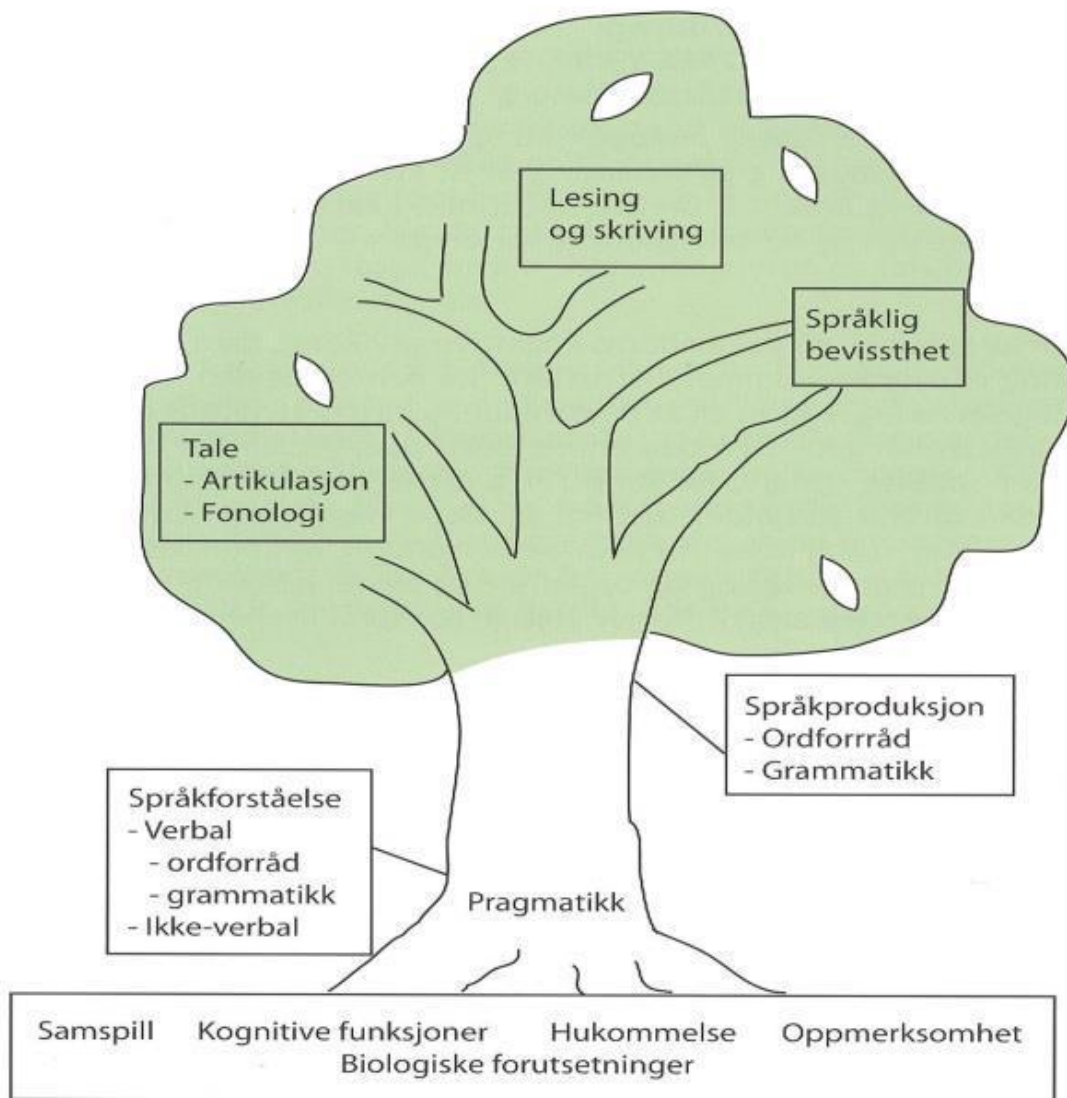 Lesing
og skriving
Språklig
bevissthet
Tale
- Artikulasjon
- Fonologi
Språkproduksjon
- Ordforrråd
- Grammatikk
Språkforståelse
- Verbal
- ordforråd
- grammatikk
- Ikke-verbal
Pragmatikk
Samspill Kognitive funksjoner Hukommelse Oppmerksomhet
Biologiske forutsetninger